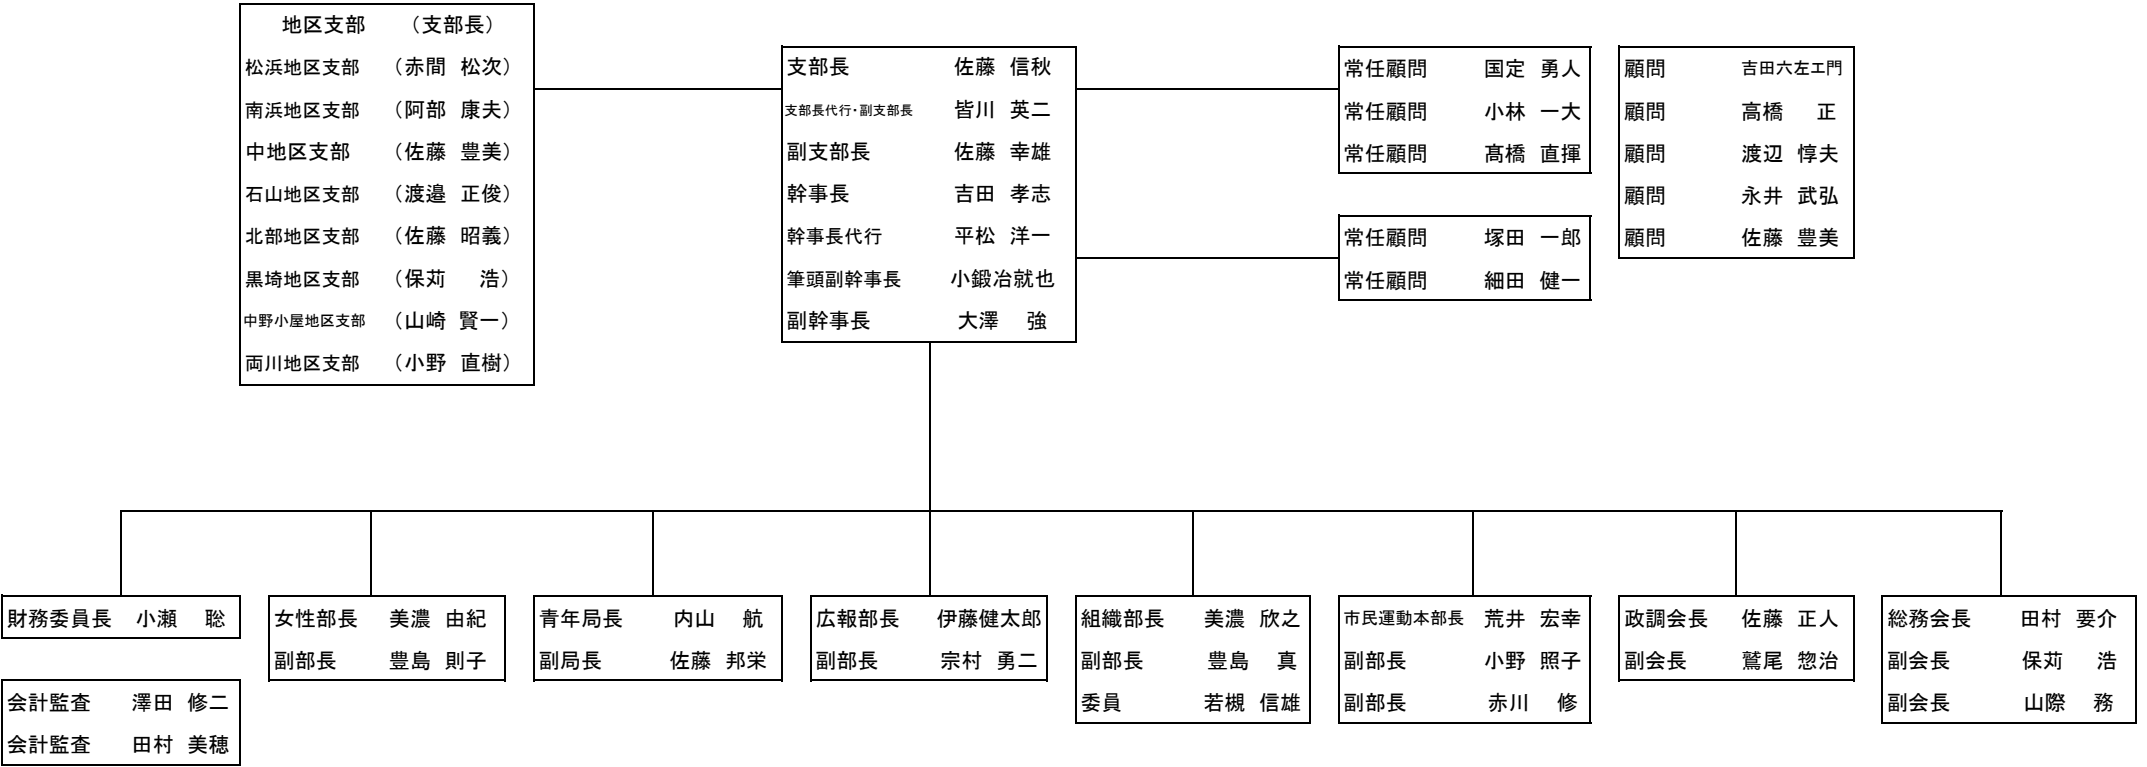 地区支部 （支部長）
松浜地区支部 （赤間 松次）
南浜地区支部 （阿部 康夫）
中地区支部 （佐藤 豊美）
石山地区支部 （渡邉 正俊）
北部地区支部 （佐藤 昭義）
黒埼地区支部 （保苅 浩）
中野小屋地区支部 （山崎 賢一）
両川地区支部 （小野 直樹）
支部長 佐藤 信秋
支部長代行・副支部長 皆川 英二
副支部長 佐藤 幸雄
幹事長 吉田 孝志
幹事長代行 平松 洋一
筆頭副幹事長 小鍛冶就也
副幹事長 大澤 強
常任顧問 国定 勇人
常任顧問 小林 一大
常任顧問 髙橋 直揮
常任顧問 塚田 一郎
常任顧問 細田 健一
顧問 吉田六左エ門
顧問 高橋 正
顧問 渡辺 惇夫
顧問 永井 武弘
顧問 佐藤 豊美
財務委員長 小瀬 聡
会計監査 澤田 修二
会計監査 田村 美穂
女性部長 美濃 由紀
副部長 豊島 則子
青年局長 内山 航
副局長 佐藤 邦栄
広報部長 伊藤健太郎
副部長 宗村 勇二
組織部長 美濃 欣之
副部長 豊島 真
委員 若槻 信雄
市民運動本部長 荒井 宏幸
副部長 小野 照子
副部長 赤川 修
政調会長 佐藤 正人
副会長 鷲尾 惣治
総務会長 田村 要介
副会長 保苅 浩
副会長 山際 務